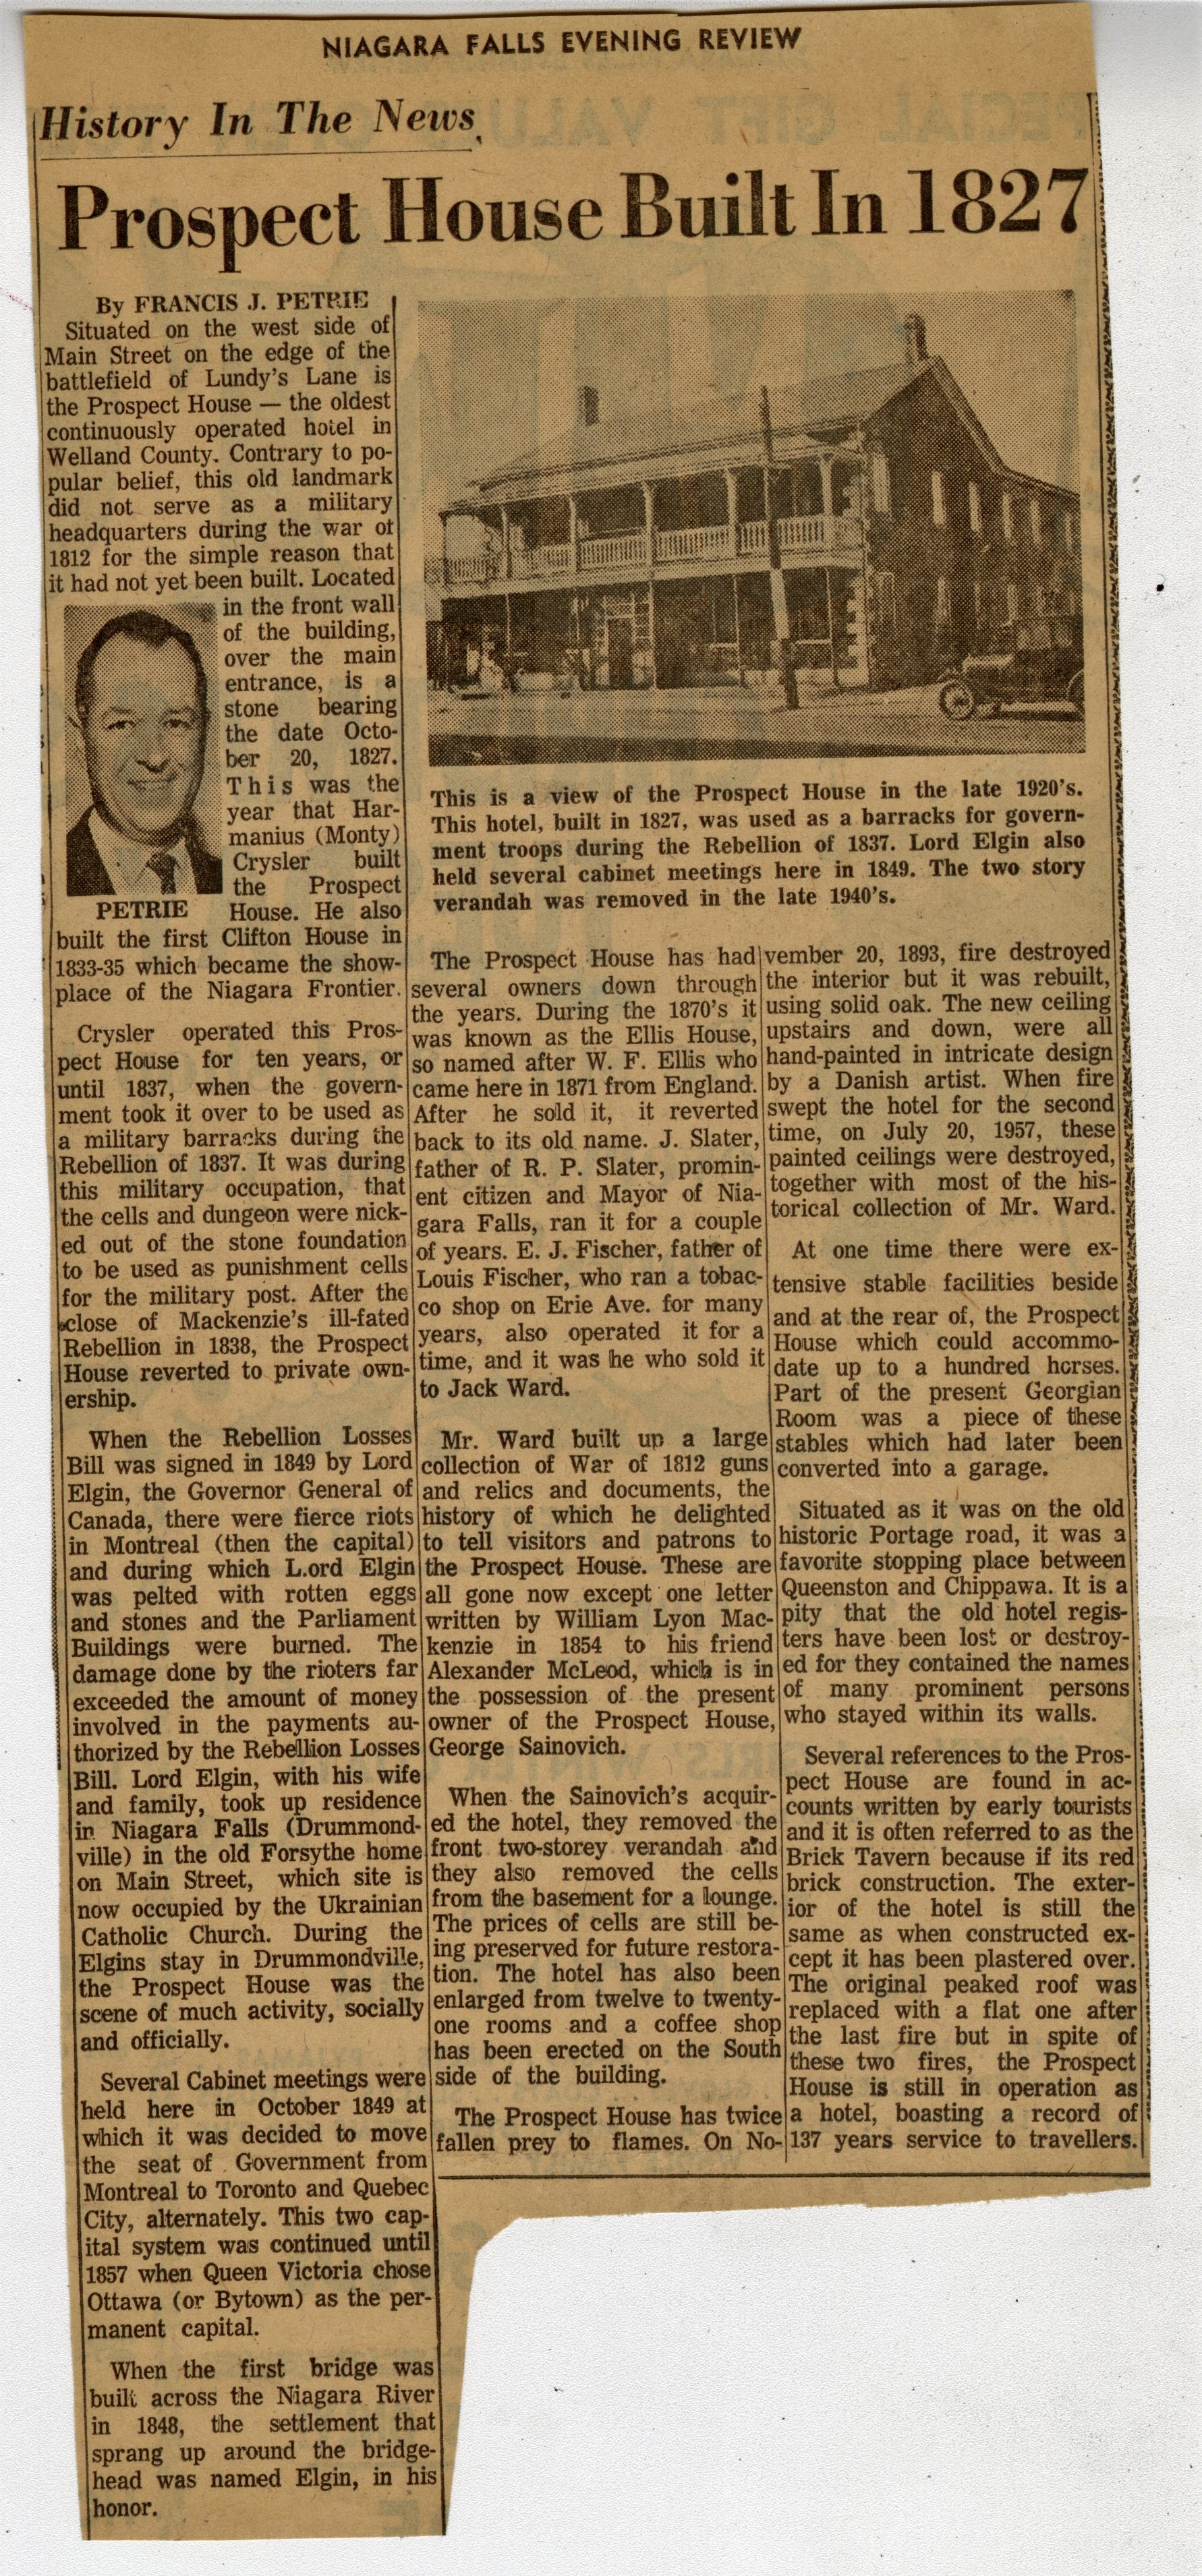 NIAGARA FALLS EVENING REVIEW
History In The News
Prospect House Built In 1827
By FRANCIS J. PETRIE
Situated on the west side of
Main Street on the edge of the
battlefield of Lundy's Lane is
the Prospect House — the oldest
continuously operated hotel in
Welland County. Contrary to po-
pular belief, this old landmark
did not serve as a military
headquarters during the war of
1812 for the simple reason that
it had not yet been built. Located
in the front wall
of the building,
over the main
entrance, is a
stone bearing
the date Octo-
ber 20, 1827.
This was the
year that Har-
manius (Monty)
Crysler built
the Prospect
PETRIE
House. He also
built the first Clifton House in
1833-35 which became the show-
place of the Niagara Frontier.
Crysler operated this Pros-
pect House for ten years, or
until 1837, when the govern-
ment took it over to be used as
a military barracks during the
Rebellion of 1837. It was during
this military occupation, that
the cells and dungeon were nick-
ed out of the stone foundation
to be used as punishment cells
for the military post. After the
close of Mackenzie's ill-fated
Rebellion in 1838, the Prospect
House reverted to private own-
ership.
When the Rebellion Losses
Bill was signed in 1849 by Lord
Elgin, the Governor General of
Canada, there were fierce riots
in Montreal (then the capital)
and during which L.ord Elgin
was pelted with rotten eggs
and stones and the Parliament
Buildings were burned. The
damage done by the rioters far
exceeded the amount of money
involved in the payments au-
thorized by the Rebellion Losses
Bill. Lord Elgin, with his wife
and family, took up residence
in Niagara Falls (Drummond-
ville) in the old Forsythe home
on Main Street, which site is
now occupied by the Ukrainian
Catholic Church. During the
Elgins stay in Drummondville,
the Prospect House was the
scene of much activity, socially
and officially.
Several Cabinet meetings were
held here in October 1849 at
which it was decided to move
the seat of Government from
Montreal to Toronto and Quebec
City, alternately. This two cap-
ital system was continued until
1857 when Queen Victoria chose
Ottawa (or Bytown) as the per-
manent capital.
When the first bridge was
built across the Niagara River
in 1848, the settlement that
sprang up around the bridge-
head was named Elgin, in his
honor.
This is a view of the Prospect House in the late 1920's.
This hotel, built in 1827, was used as a barracks for govern-
ment troops during the Rebellion of 1837. Lord Elgin also
held several cabinet meetings here in 1849. The two story
verandah was removed in the late 1940's.
The Prospect House has had
several owners down through
the years. During the 1870's it
was known as the Ellis House,
so named after W. F. Ellis who
came here in 1871 from England.
After he sold it, it reverted
back to its old name. J. Slater,
father of R. P. Slater, promin-
ent citizen and Mayor of Nia-
gara Falls, ran it for a couple
of years. E. J. Fischer, father of
Louis Fischer, who ran a tobac-
co shop on Erie Ave. for many
years, also operated it for a
time, and it was he who sold it
to Jack Ward.
Mr. Ward built up a large
collection of War of 1812 guns
and relics and documents, the
history of which he delighted
to tell visitors and patrons to
the Prospect House. These are
all gone now except one letter
written by William Lyon Mac-
kenzie in 1854 to his friend
Alexander McLeod, which is in
the possession of the present
owner of the Prospect House,
George Sainovich.
When the Sainovich's acquir-
ed the hotel, they removed the
front two-storey verandah and
they also removed the cells
from the basement for a lounge.
The prices of cells are still be-
ing preserved for future restora-
tion. The hotel has also been
enlarged from twelve to twenty-
one rooms and a coffee shop
has been erected on the South
side of the building.
The Prospect House has twice
fallen prey to flames. On No-
vember 20, 1893, fire destroyed
the interior but it was rebuilt,
using solid oak. The new ceiling
upstairs and down, were all
hand-painted in intricate design
by a Danish artist. When fire
swept the hotel for the second
time, on July 20, 1957, these
painted ceilings were destroyed,
together with most of the his-
torical collection of Mr. Ward.
At one time there were ex-
tensive stable facilities beside
and at the rear of, the Prospect
House which could accommo-
date up to a hundred horses.
Part of the present Georgian
Room was a piece of these
stables which had later been
converted into a garage.
Situated as it was on the old
historic Portage road, it was a
favorite stopping place between
Queenston and Chippawa. It is a
pity that the old hotel regis-
ters have been lost or destroy-
ed for they contained the names
of many prominent persons
who stayed within its walls.
Several references to the Pros-
pect House are found in ac-
counts written by early tourists
and it is often referred to as the
Brick Tavern because if its red
brick construction. The exter-
ior of the hotel is still the
same as when constructed ex-
cept it has been plastered over.
The original peaked roof was
replaced with a flat one after
the last fire but in spite of
these two fires, the Prospect
House is still in operation as
a hotel, boasting a record of
137 years service to travellers.